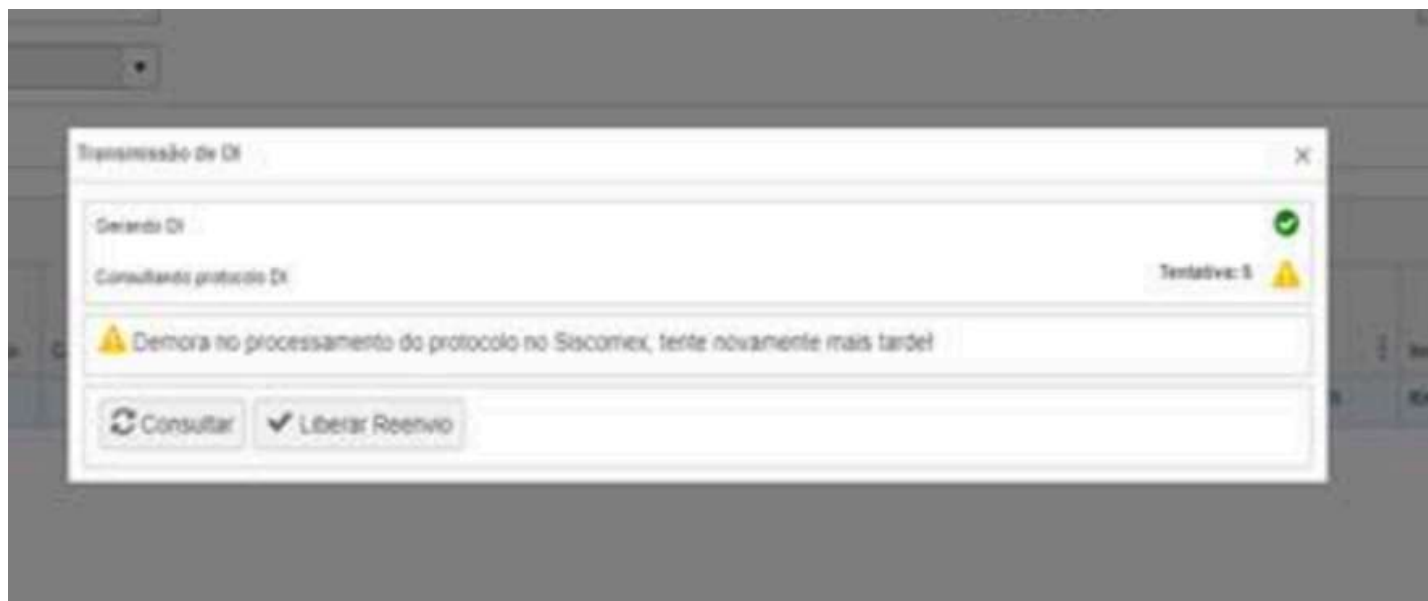 Transmissão de DI
Gerando DI
Consultando protocolo DI
Tentativa: 5
Demora no processamento do protocolo no Siscomex, tente novamente mais tarde!
Consultar
Liberar Reenvio